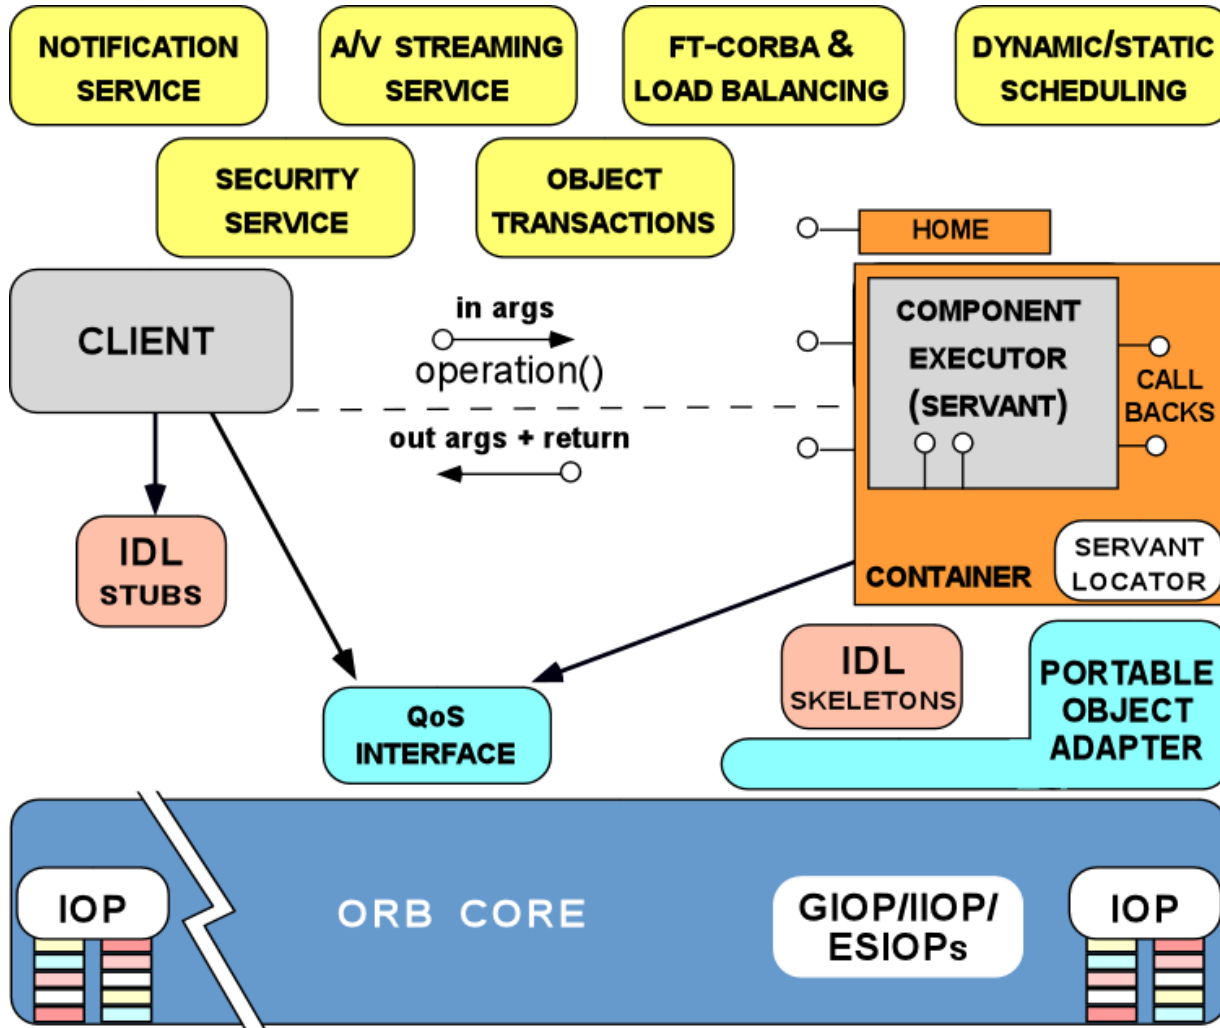 NOTIFICATION
SERVICE
A/V STREAMING
SERVICE
FT-CORBA &
LOAD BALANCING
DYNAMIC/STATIC
SCHEDULING
SECURITY
SERVICE
OBJECT
TRANSACTIONS
HOME
CLIENT
in args
operation()
out args + return
COMPONENT
EXECUTOR
(SERVANT)
CALL
BACKS
IDL
STUBS
SERVANT
LOCATOR
CONTAINER
IDL
SKELETONS
PORTABLE
OBJECT
ADAPTER
QoS
INTERFACE
IOP
ORB CORE
GIOP/IIOP/
ESIOPs
IOP